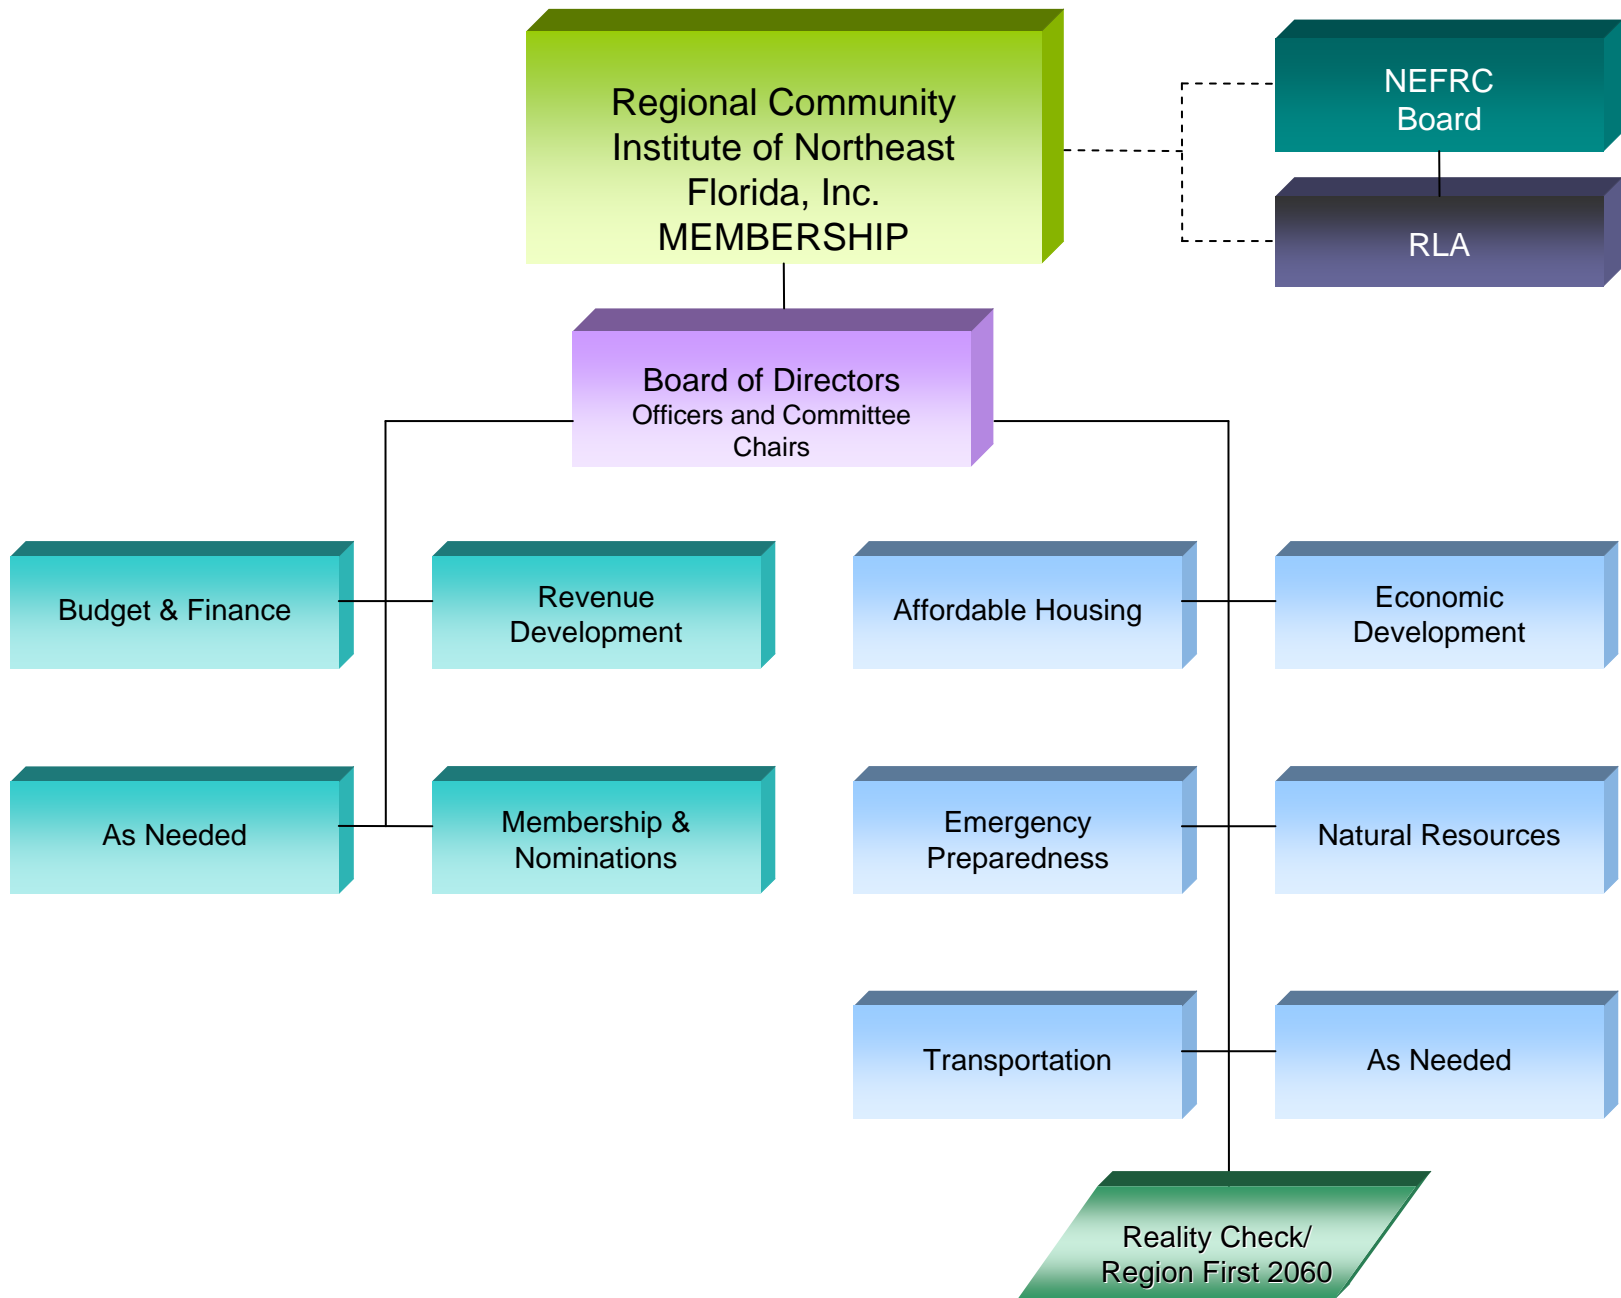 Regional Community
Institute of Northeast
Florida, Inc.
MEMBERSHIP
NEFRC
Board
RLA
Board of Directors
Officers and Committee
Chairs
Budget & Finance
Revenue
Development
Affordable Housing
Economic
Development
As Needed
Membership &
Nominations
Emergency
Preparedness
Natural Resources
Transportation
As Needed
Reality Check/
Region First 2060